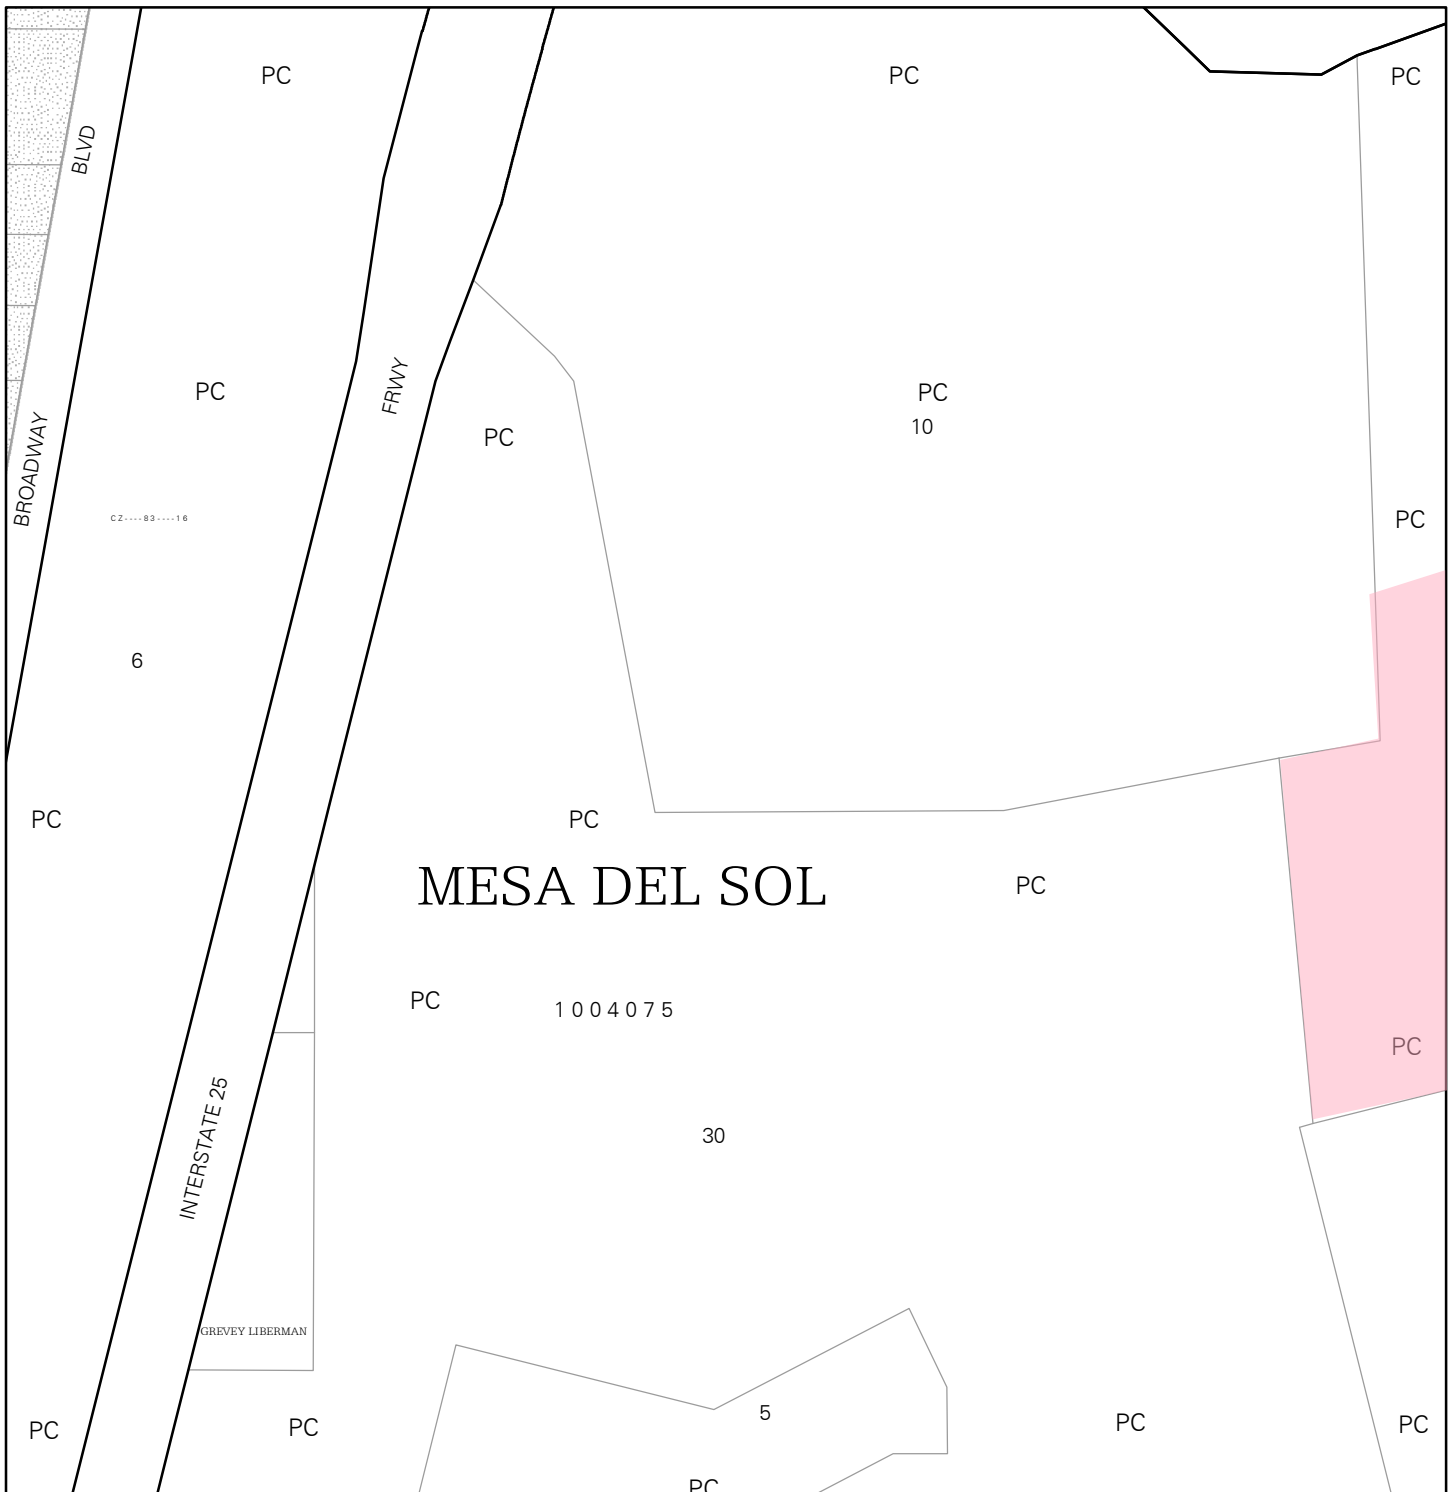 PC
PC
PC
BLVD
FRWY
PC
PC
10
BROADWAY
PC
CZ----83----16
PC
6
PC
PC
MESA DEL SOL
PC
PC
1004075
PC
INTERSTATE 25
30
GREVEY LIBERMAN
5
PC
PC
PC
PC
PC